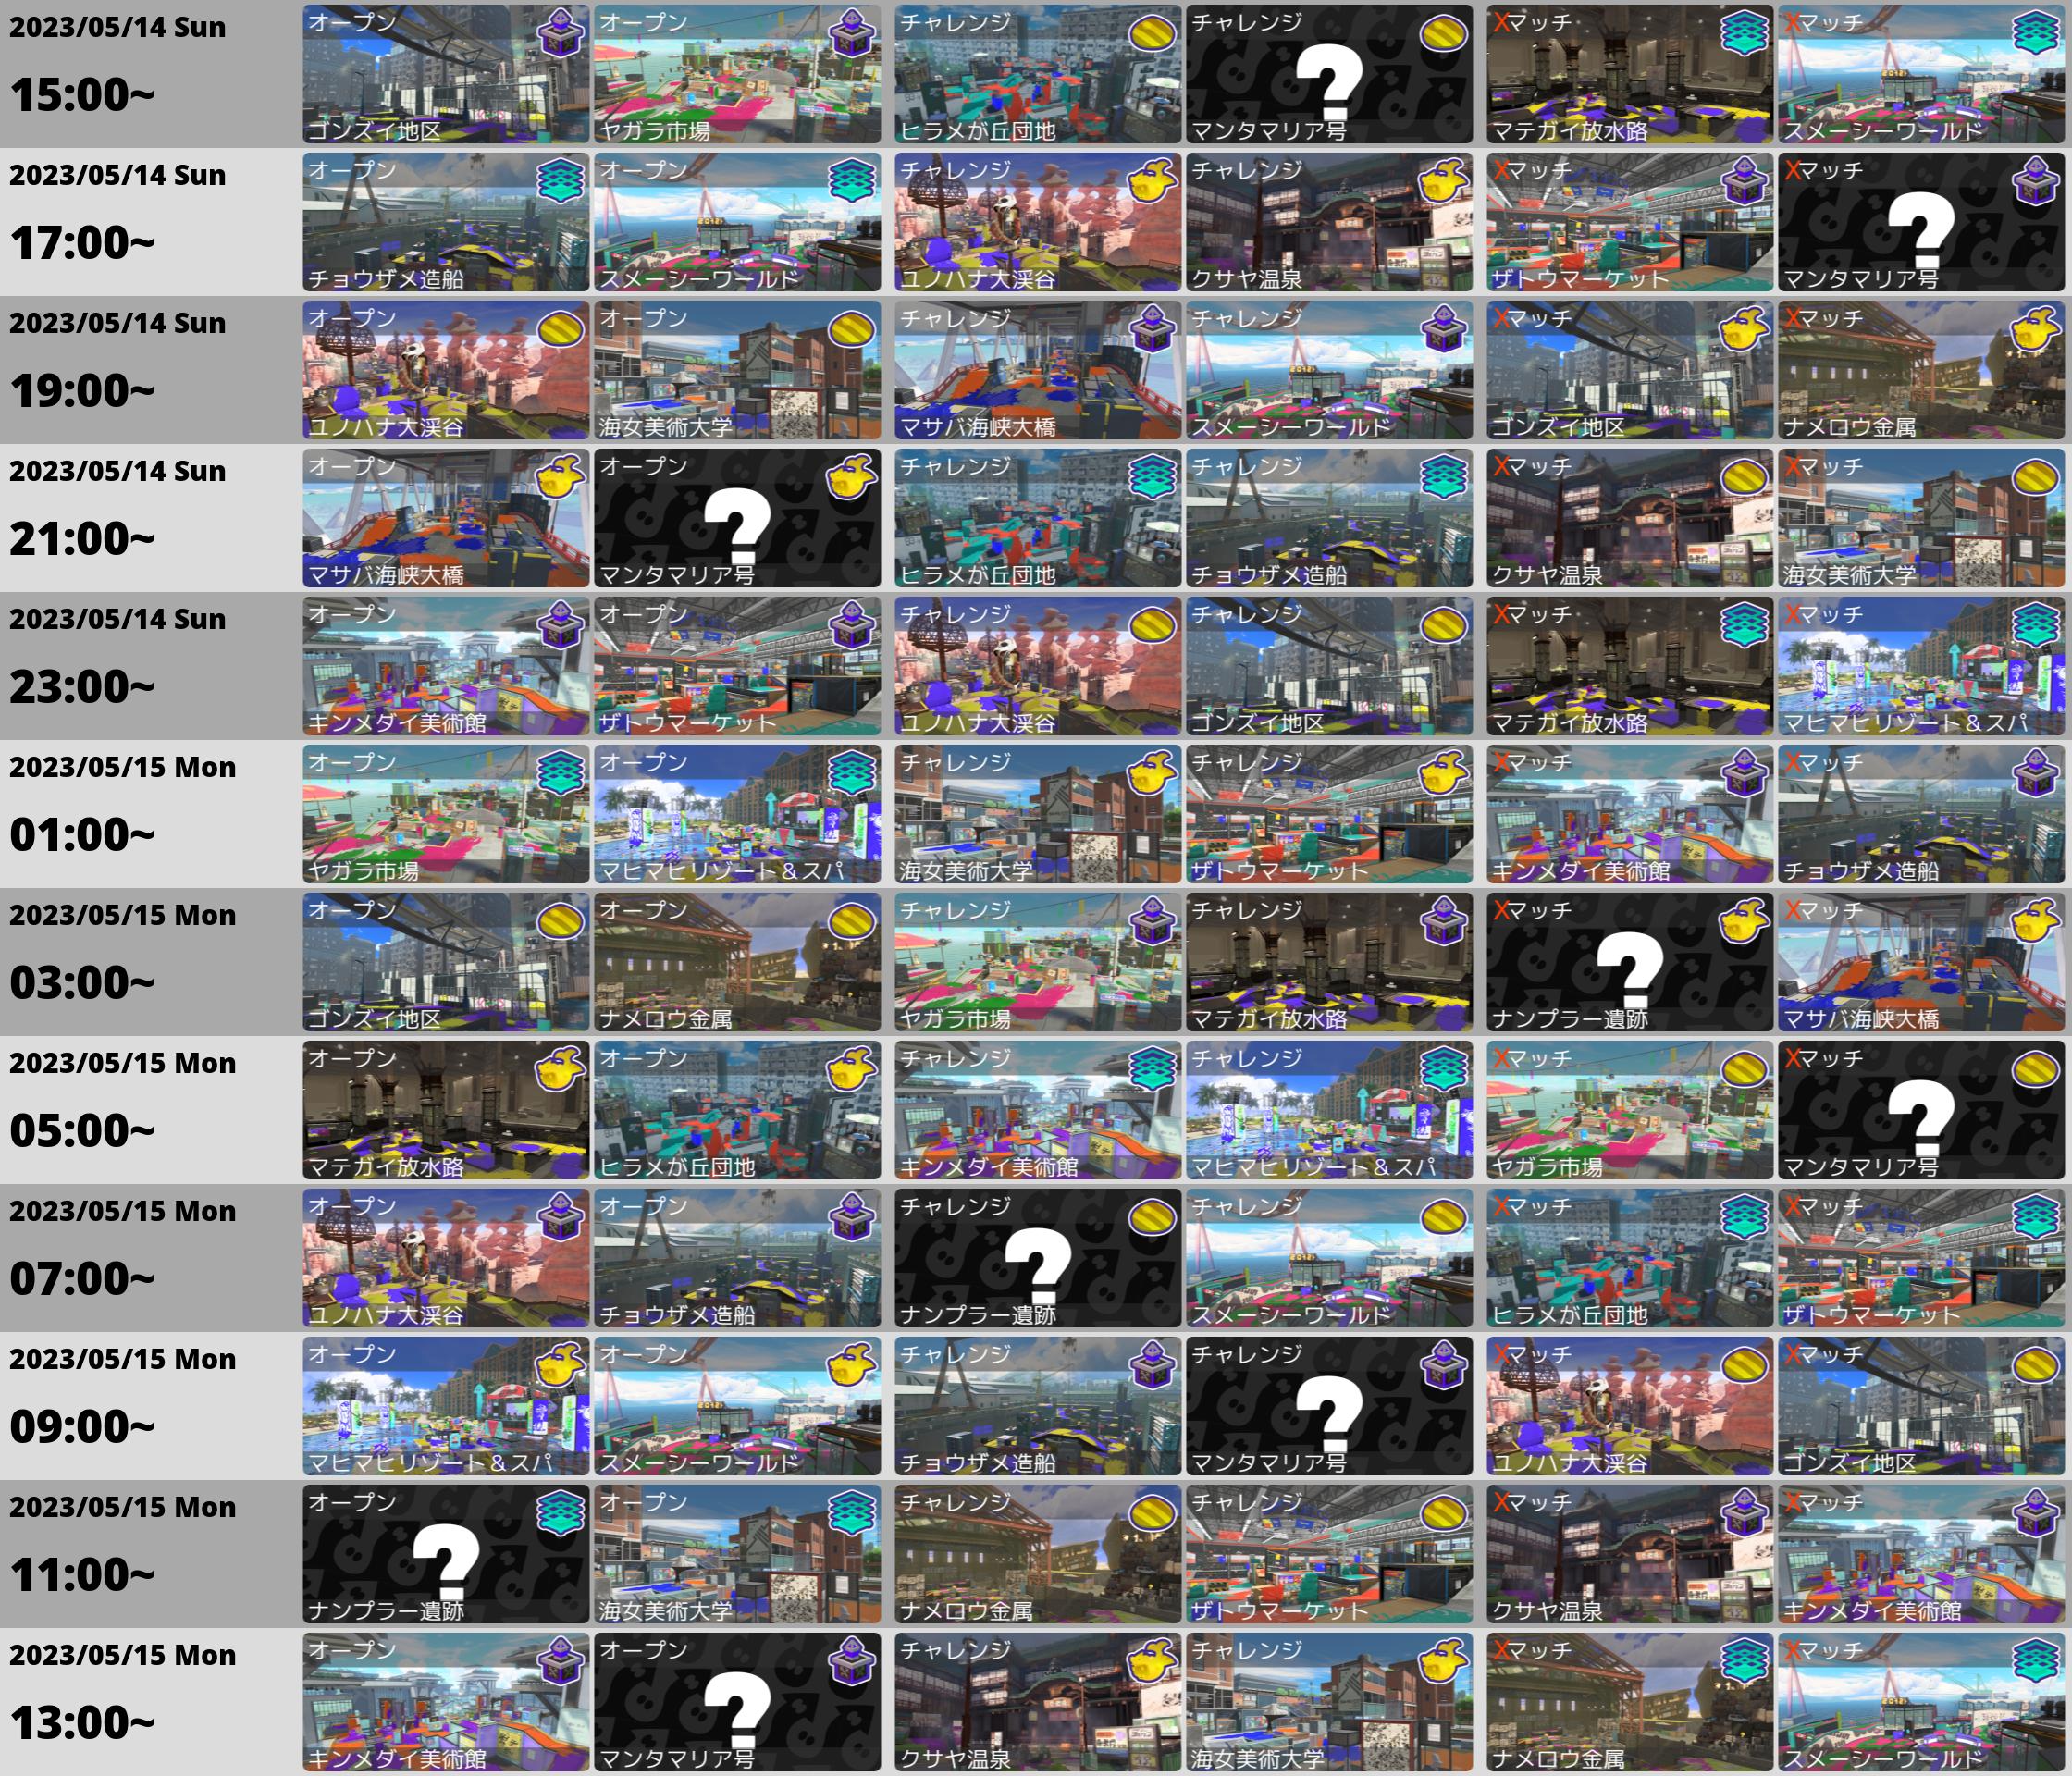 2023/05/14 Sun
15:00~
オープン
ゴンズイ地区
オープン
ヤガラ市場
チャレンジ
ヒラメが丘団地
チャレンジ
マンタマリア号
Xマッチ
マテガイ放水路
Xマッチ
スメーシーワールド
2023/05/14 Sun
17:00~
オープン
チョウザメ造船
オープン
スメーシーワールド
チャレンジ
ユノハナ大渓谷
チャレンジ
クサヤ温泉
Xマッチ
ザトウマーケット
Xマッチ
マンタマリア号
2023/05/14 Sun
19:00~
オープン
ユノハナ大渓谷
オープン
海女美術大学
チャレンジ
マサバ海峡大橋
チャレンジ
スメーシーワールド
Xマッチ
ゴンズイ地区
Xマッチ
ナメロウ金属
2023/05/14 Sun
21:00~
オープン
マサバ海峡大橋
オープン
マンタマリア号
チャレンジ
ヒラメが丘団地
チャレンジ
チョウザメ造船
Xマッチ
クサヤ温泉
Xマッチ
海女美術大学
2023/05/14 Sun
23:00~
オープン
キンメダイ美術館
オープン
ザトウマーケット
チャレンジ
ユノハナ大渓谷
チャレンジ
ゴンズイ地区
Xマッチ
マテガイ放水路
Xマッチ
マヒマヒリゾート＆スパ
2023/05/15 Mon
01:00~
オープン
ヤガラ市場
オープン
マヒマヒリゾート＆スパ
チャレンジ
海女美術大学
チャレンジ
ザトウマーケット
Xマッチ
キンメダイ美術館
Xマッチ
チョウザメ造船
2023/05/15 Mon
03:00~
オープン
ゴンズイ地区
オープン
ナメロウ金属
チャレンジ
ヤガラ市場
チャレンジ
マテガイ放水路
Xマッチ
ナンプラー遺跡
Xマッチ
マサバ海峡大橋
2023/05/15 Mon
05:00~
オープン
マテガイ放水路
オープン
ヒラメが丘団地
チャレンジ
キンメダイ美術館
チャレンジ
マヒマヒリゾート＆スパ
Xマッチ
ヤガラ市場
Xマッチ
マンタマリア号
2023/05/15 Mon
07:00~
オープン
ユノハナ大渓谷
オープン
チョウザメ造船
チャレンジ
ナンプラー遺跡
チャレンジ
スメーシーワールド
Xマッチ
ヒラメが丘団地
Xマッチ
ザトウマーケット
2023/05/15 Mon
09:00~
オープン
マヒマヒリゾート＆スパ
オープン
スメーシーワールド
チャレンジ
チョウザメ造船
チャレンジ
マンタマリア号
Xマッチ
ユノハナ大渓谷
Xマッチ
ゴンズイ地区
2023/05/15 Mon
11:00~
オープン
ナンプラー遺跡
オープン
海女美術大学
チャレンジ
ナメロウ金属
チャレンジ
ザトウマーケット
Xマッチ
クサヤ温泉
Xマッチ
キンメダイ美術館
2023/05/15 Mon
13:00~
オープン
キンメダイ美術館
オープン
マンタマリア号
チャレンジ
クサヤ温泉
チャレンジ
海女美術大学
Xマッチ
ナメロウ金属
Xマッチ
スメーシーワールド